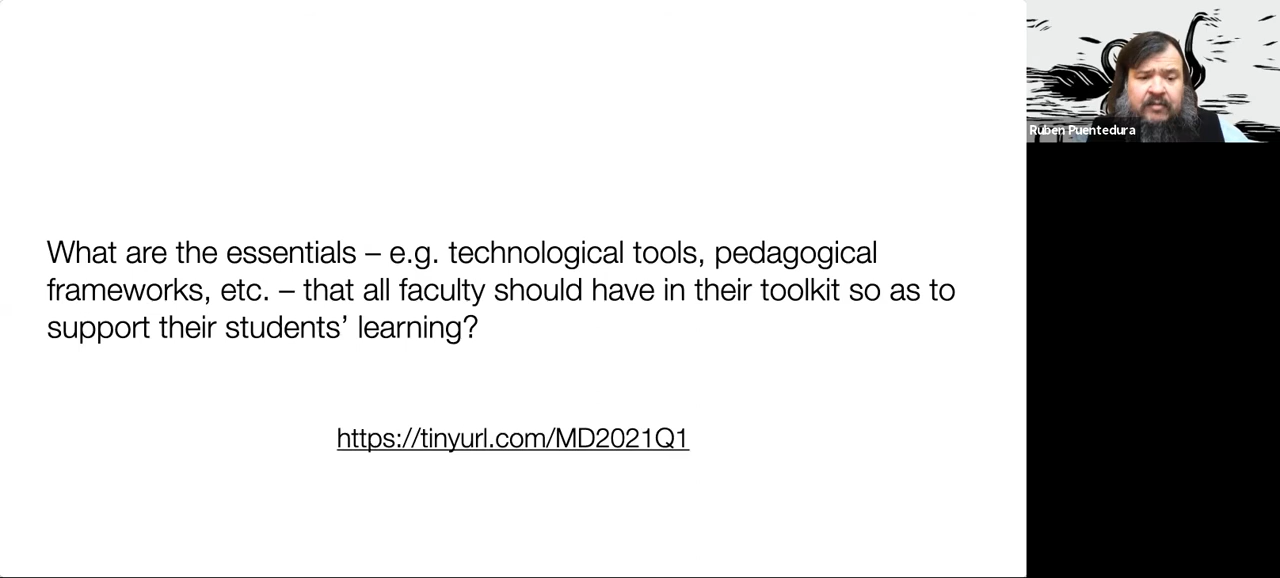 What are the essentials – e.g. technological tools, pedagogical
frameworks, etc. – that all faculty should have in their toolkit so as to
support their students’ learning?
https://tinyurl.com/MD2021Q1
Ruben Puentedura